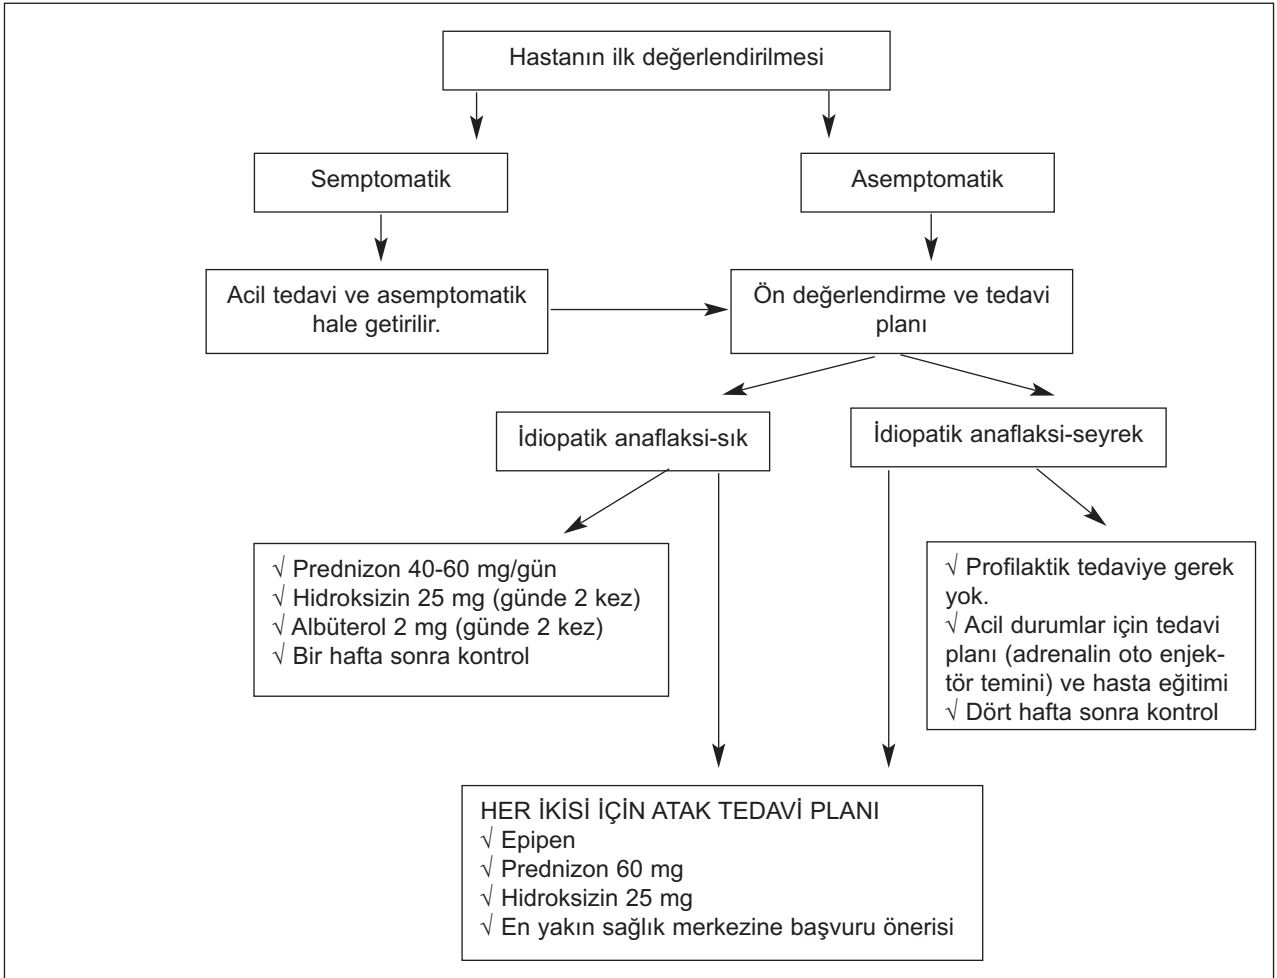 Hastanın ilk değerlendirilmesi
Semptomatik
Asemptomatik
Acil tedavi ve asemptomatik
hale getirilir.
Ön değerlendirme ve tedavi
planı
İdiopatik anaflaksi-sık
İdiopatik anaflaksi-seyrek
√ Prednizon 40-60 mg/gün
√ Hidroksizin 25 mg (günde 2 kez)
√ Albüterol 2 mg (günde 2 kez)
√ Bir hafta sonra kontrol
√ Profilaktik tedaviye gerek
yok.
√ Acil durumlar için tedavi
planı (adrenalin oto enjek-
tör temini) ve hasta eğitimi
√ Dört hafta sonra kontrol
HER İKİSİ İÇİN ATAK TEDAVİ PLANI
√ Epipen
√ Prednizon 60 mg
√ Hidroksizin 25 mg
√ En yakın sağlık merkezine başvuru önerisi